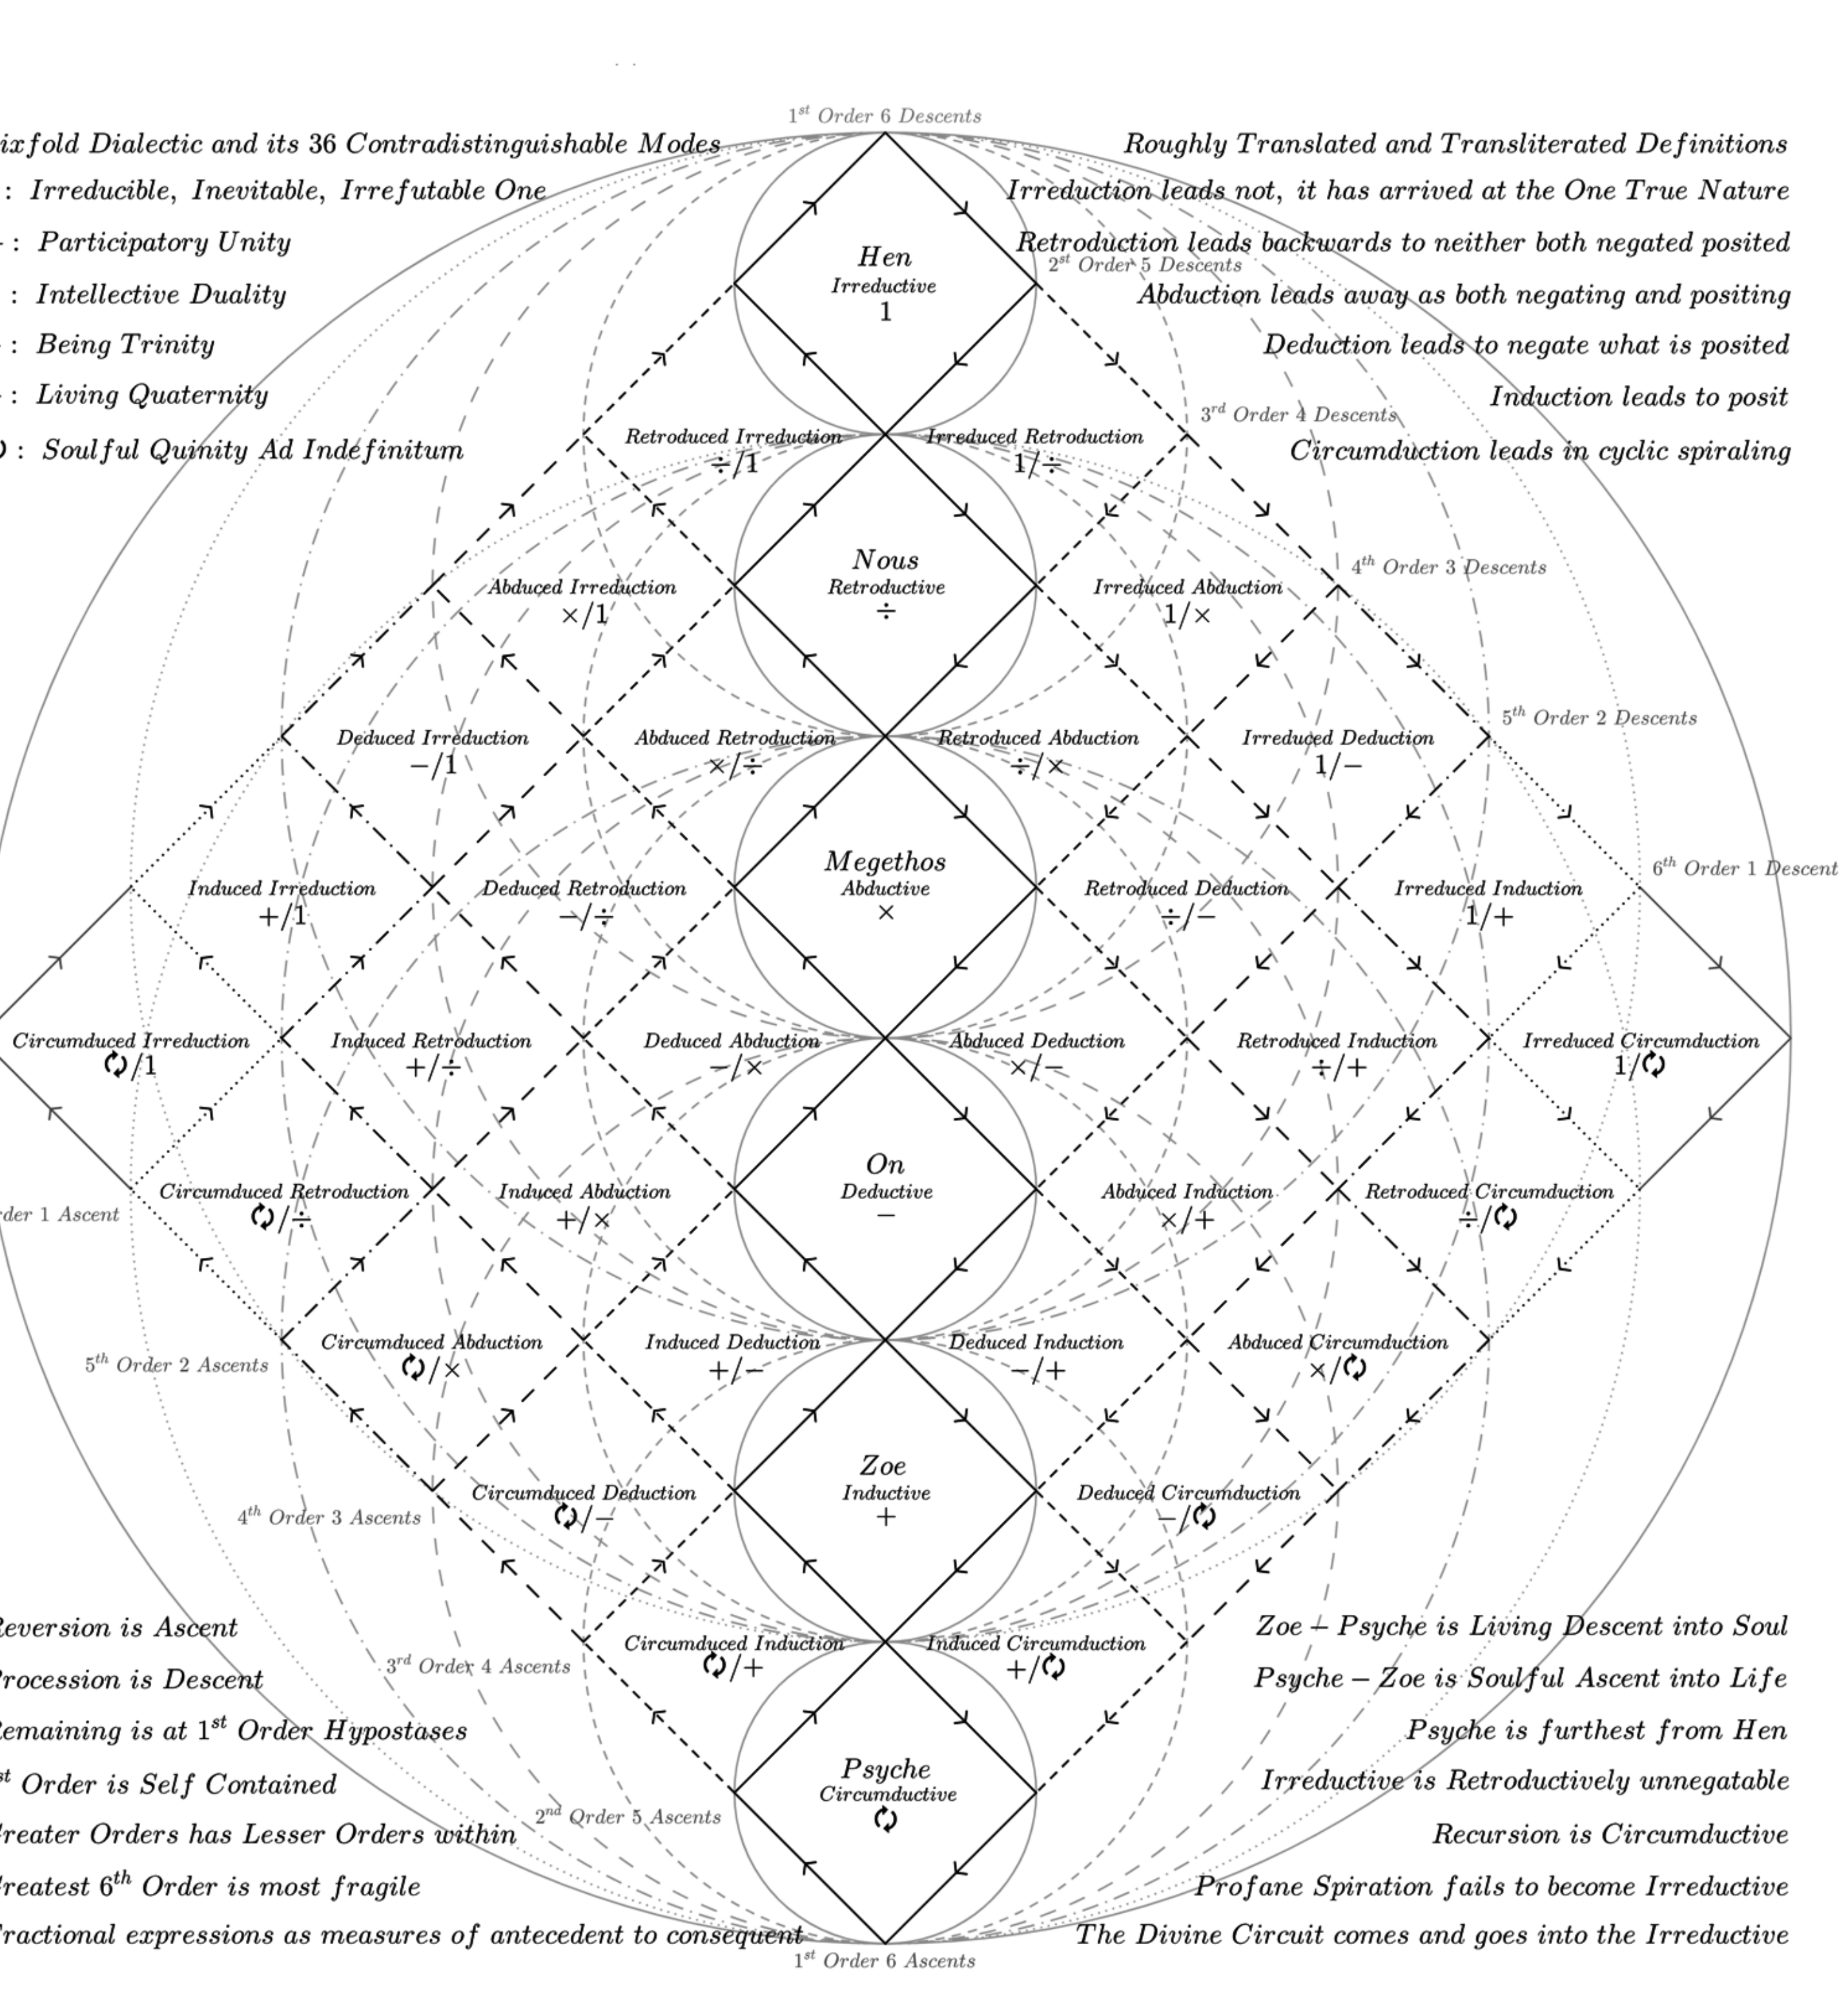 1st Order 6 Descents
ixfold Dialectic and its 36 Contradistinguishable Modes
: Irreducible, Inevitable, Irrefutable One
: Participatory Unity
: Intellective Duality
: Being Trinity
: Living Quaternity
: Soulful Quinity Ad Indefinitum
Roughly Translated and Transliterated Definitions
Irreduction leads not, it has arrived at the One True Nature
Retroduction leads backwards to neither both negated posited
Abduction leads away as both negating and positing
Deduction leads to negate what is posited
Induction leads to posit
Circumduction leads in cyclic spiraling
Hen
Irreductive
1
2st Order 5 Descents
3rd Order 4 Descents
Retroduced Irreduction
÷/1
Irreduced Retroduction
1/÷
Nous
Retroductive
÷
4th Order 3 Descents
Abduced Irreduction
×/1
Irreduced Abduction
1/×
5th Order 2 Descents
Deduced Irreduction
−/1
Abduced Retroduction
×/÷
Retroduced Abduction
÷/×
Irreduced Deduction
1/−
Megethos
Abductive
×
6th Order 1 Descent
Induced Irreduction
+/1
Deduced Retroduction
−/÷
Retroduced Deduction
÷/−
Irreduced Induction
1/+
Circumduced Irreduction
🗘/1
Induced Retroduction
+/÷
Deduced Abduction
−/×
Abduced Deduction
×/−
Retroduced Induction
÷/+
Irreduced Circumduction
1/🗘
On
Deductive
−
Circumduced Retroduction
🗘/÷
Induced Abduction
+/×
Abduced Induction
×/+
Retroduced Circumduction
÷/🗘
der 1 Ascent
Circumduced Abduction
🗘/×
Induced Deduction
+/−
Deduced Induction
−/+
Abduced Circumduction
×/🗘
5th Order 2 Ascents
Zoe
Inductive
+
Circumduced Deduction
🗘/−
Deduced Circumduction
−/🗘
4th Order 3 Ascents
Circumduced Induction
🗘/+
Induced Circumduction
+/🗘
3rd Order 4 Ascents
Psyche
Circumductive
🗘
2nd Order 5 Ascents
eversion is Ascent
rocession is Descent
emaining is at 1st Order Hypostases
st Order is Self Contained
reater Orders has Lesser Orders within
reatest 6th Order is most fragile
ractional expressions as measures of antecedent to consequent
Zoe − Psyche is Living Descent into Soul
Psyche − Zoe is Soulful Ascent into Life
Psyche is furthest from Hen
Irreductive is Retroductively unnegatable
Recursion is Circumductive
Profane Spiration fails to become Irreductive
The Divine Circuit comes and goes into the Irreductive
1st Order 6 Ascents